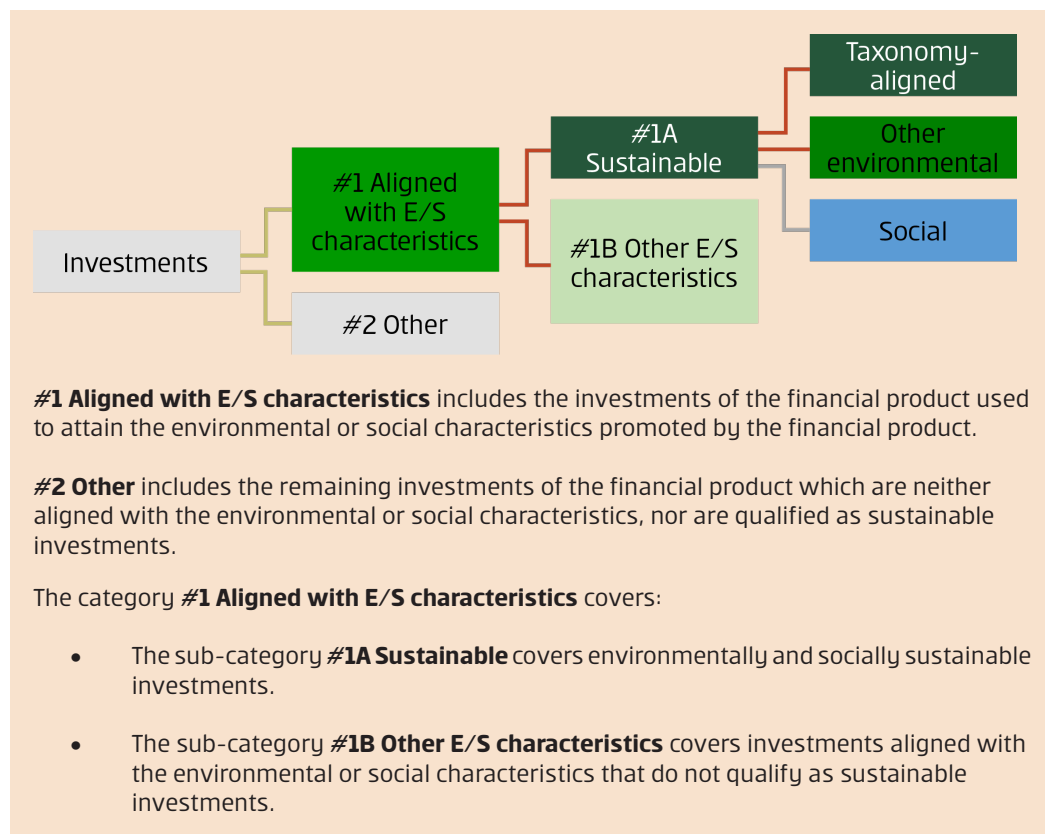 Taxonomy-
aligned
#1A
Sustainable
Other
environmental
#1 Aligned
with E/S
characteristics
Social
#1B Other E/S
characteristics
Investments
#2 Other
#1 Aligned with E/S characteristics includes the investments of the financial product used
to attain the environmental or social characteristics promoted by the financial product.
#2 Other includes the remaining investments of the financial product which are neither
aligned with the environmental or social characteristics, nor are qualified as sustainable
investments.
The category #1 Aligned with E/S characteristics covers:
• The sub-category #1A Sustainable covers environmentally and socially sustainable
investments.
• The sub-category #1B Other E/S characteristics covers investments aligned with
the environmental or social characteristics that do not qualify as sustainable
investments.